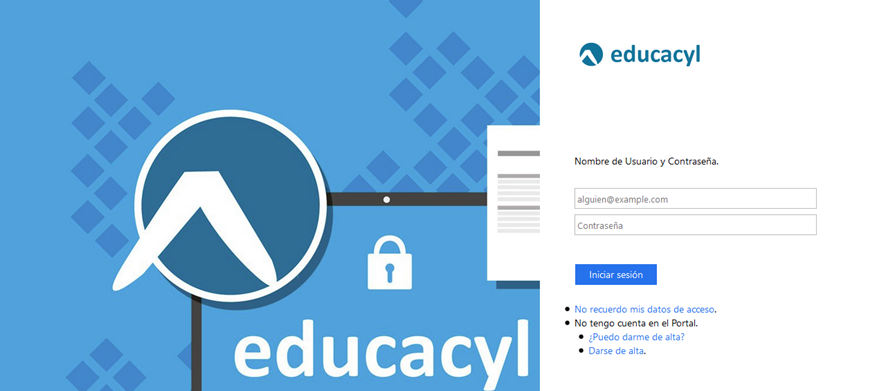 educacyl
educacyl
Nombre de Usuario y Contraseña.
alguien@example.com
Contraseña
Iniciar sesión
No recuerdo mis datos de acceso.
No tengo cuenta en el Portal.
¿Puedo darme de alta?
Darse de alta.